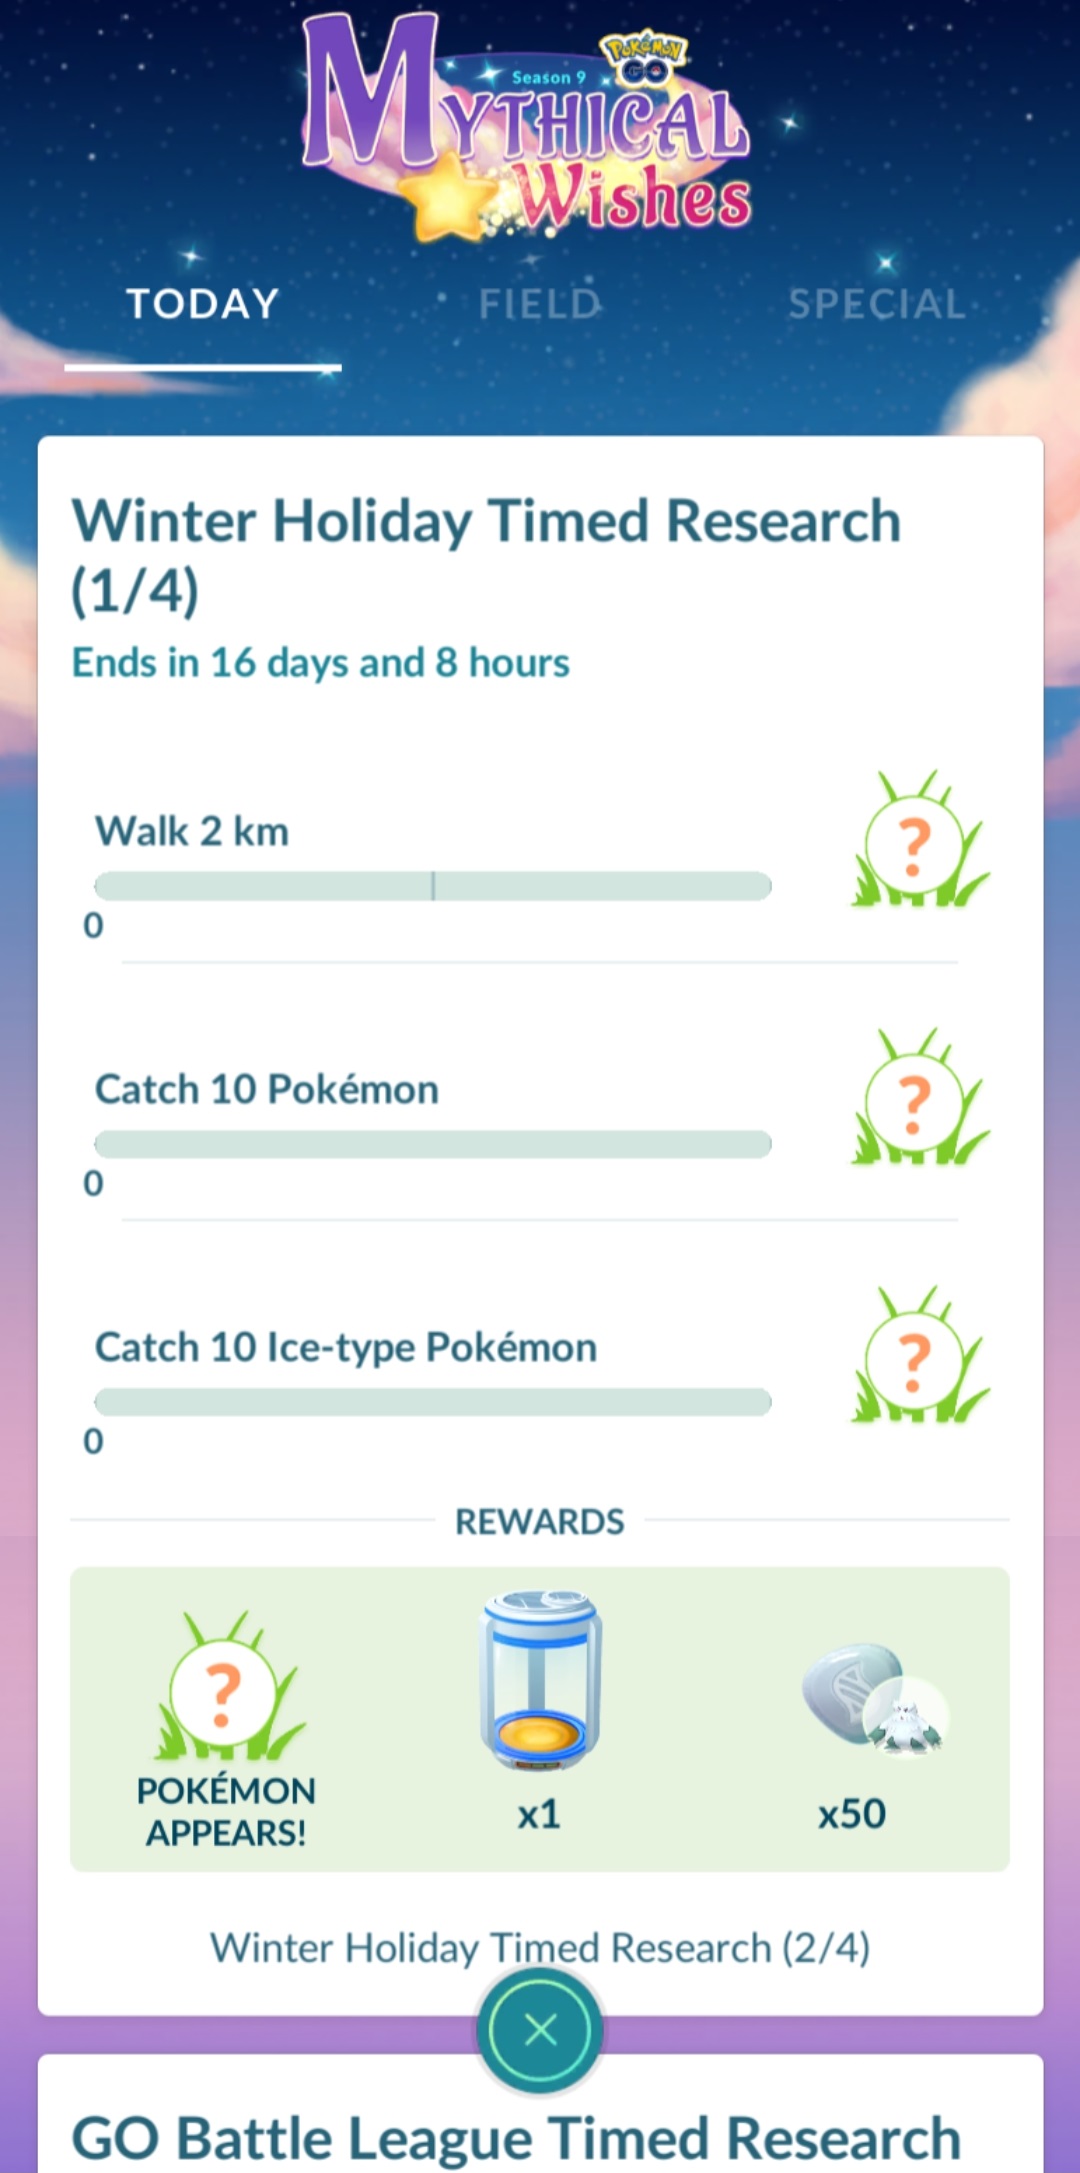 Pokémon GO
Season 9
Mythical
Wishes
TODAY
FIELD
SPECIAL
Winter Holiday Timed Research
(1/4)
Ends in 16 days and 8 hours
Walk 2 km
?
0
Catch 10 Pokémon
?
0
Catch 10 Ice-type Pokémon
?
0
REWARDS
?
POKÉMON
APPEARS!
x1
x50
Winter Holiday Timed Research (2/4)
GO Battle League Timed Research